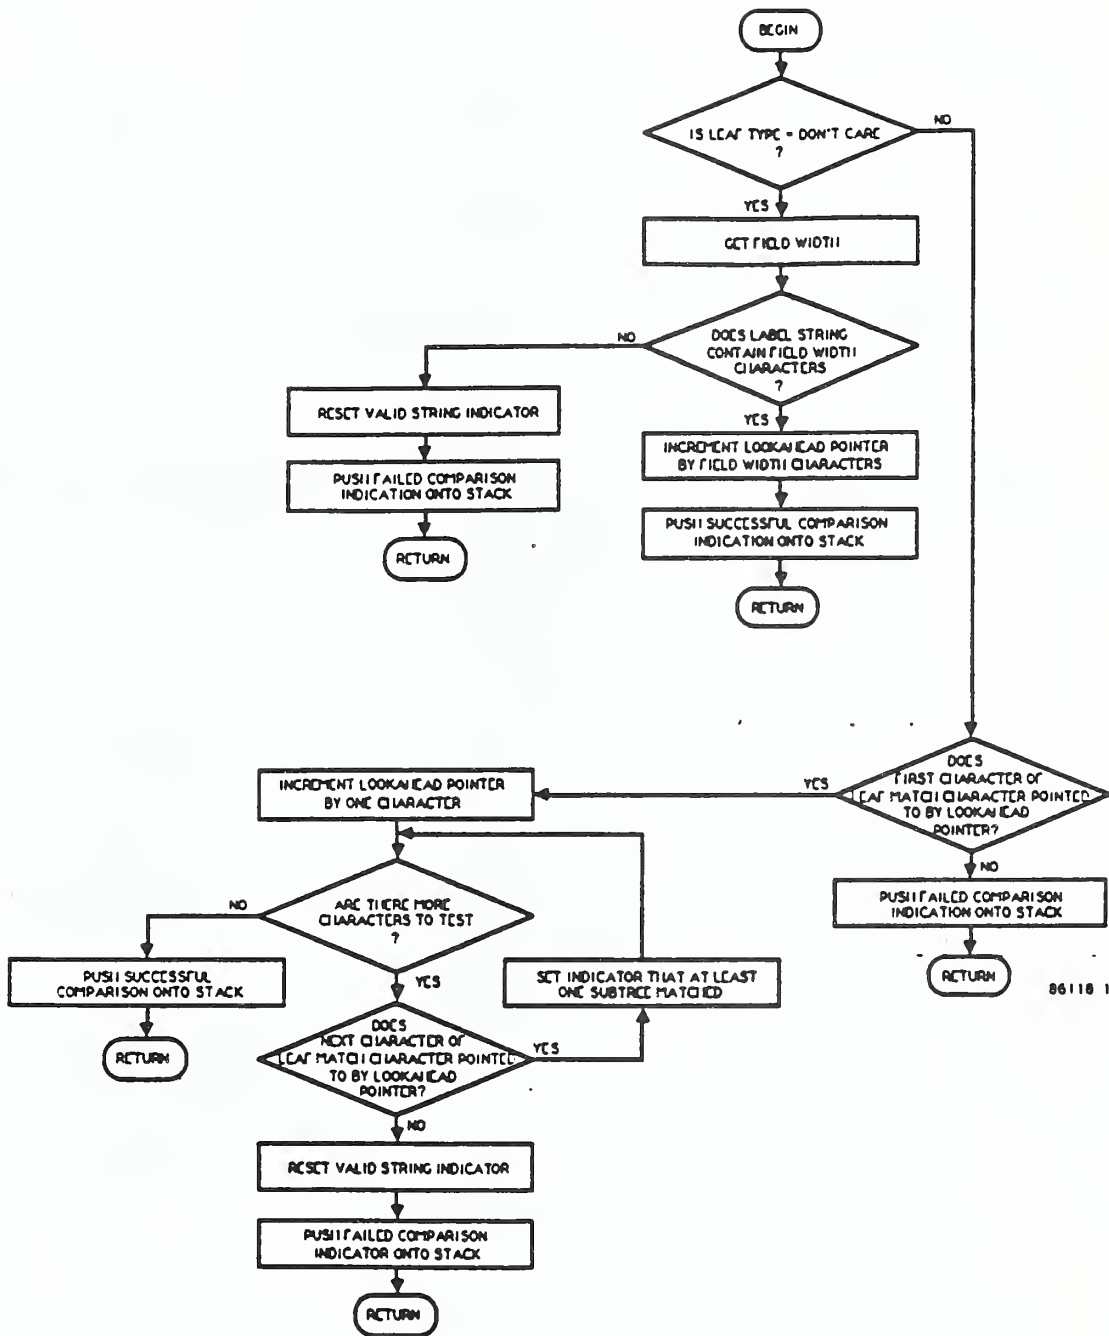 BEGIN
IS LEAF TYPE = DON'T CARE
?
NO
YES
GET FIELD WIDTH
DOES LABEL STRING
CONTAIN FIELD WIDTH
CHARACTERS
?
NO
YES
RESET VALID STRING INDICATOR
PUSH FAILED COMPARISON
INDICATION ONTO STACK
RETURN
INCREMENT LOOKAHEAD POINTER
BY FIELD WIDTH CHARACTERS
PUSH SUCCESSFUL COMPARISON
INDICATION ONTO STACK
RETURN
DOES
FIRST CHARACTER OF
LEAF MATCH CHARACTER POINTED
TO BY LOOKAHEAD
POINTER?
YES
NO
PUSH FAILED COMPARISON
INDICATION ONTO STACK
RETURN
86118 1
INCREMENT LOOKAHEAD POINTER
BY ONE CHARACTER
ARE THERE MORE
CHARACTERS TO TEST
?
NO
YES
PUSH SUCCESSFUL
COMPARISON ONTO STACK
RETURN
SET INDICATOR THAT AT LEAST
ONE SUBTREE MATCHED
DOES
NEXT CHARACTER OF
LEAF MATCH CHARACTER POINTED
TO BY LOOKAHEAD
POINTER?
YES
NO
RESET VALID STRING INDICATOR
PUSH FAILED COMPARISON
INDICATOR ONTO STACK
RETURN